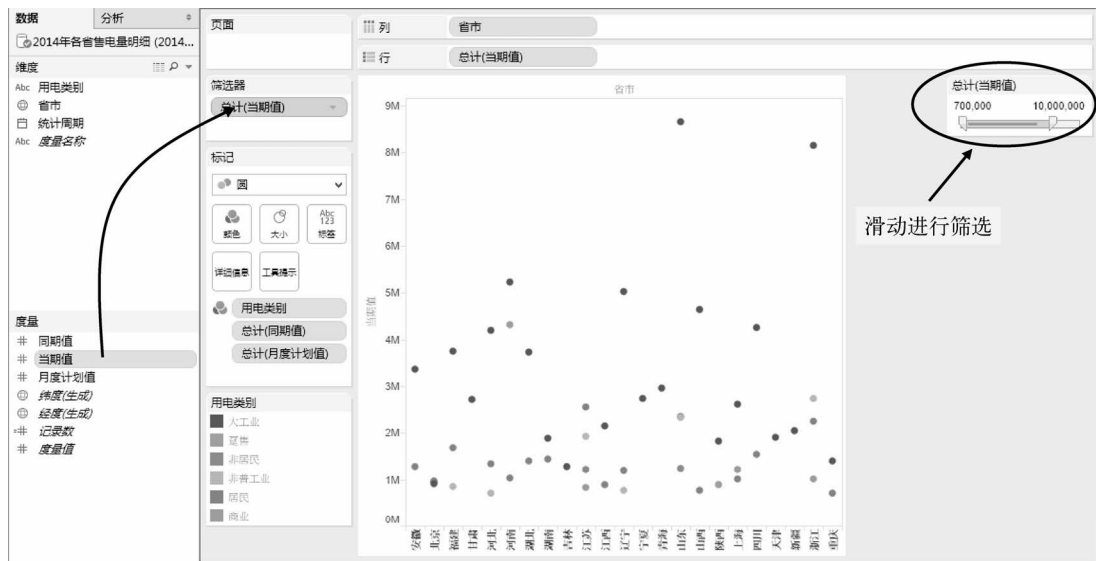 数据
分析
2014年各省售电量明细 (2014...
维度
Abc 用电类别
省市
统计周期
Abc 度量名称
度量
同期值
当期值
月度计划值
纬度(生成)
经度(生成)
记录数
度量值
页面
筛选器
总计(当期值)
标记
圆
颜色
大小
Abc 123 标签
详细信息
工具提示
用电类别
总计(同期值)
总计(月度计划值)
用电类别
大工业
趸售
非居民
非普工业
居民
商业
列
省市
行
总计(当期值)
省市
当期值
9M
8M
7M
6M
5M
4M
3M
2M
1M
0M
安徽
北京
福建
甘肃
河北
河南
湖北
湖南
吉林
江苏
江西
辽宁
宁夏
青海
山东
山西
陕西
上海
四川
天津
新疆
浙江
重庆
总计(当期值)
700,000
10,000,000
滑动进行筛选